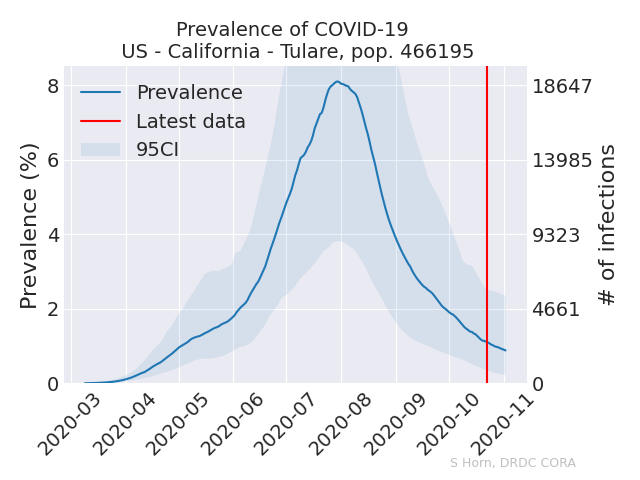 Prevalence of COVID-19
US - California - Tulare, pop. 466195
Prevalence
Latest data
95CI
Prevalence (%)
8
6
4
2
0
18647
13985
9323
4661
0
# of infections
2020-03
2020-04
2020-05
2020-06
2020-07
2020-08
2020-09
2020-10
2020-11
S Horn, DRDC CORA